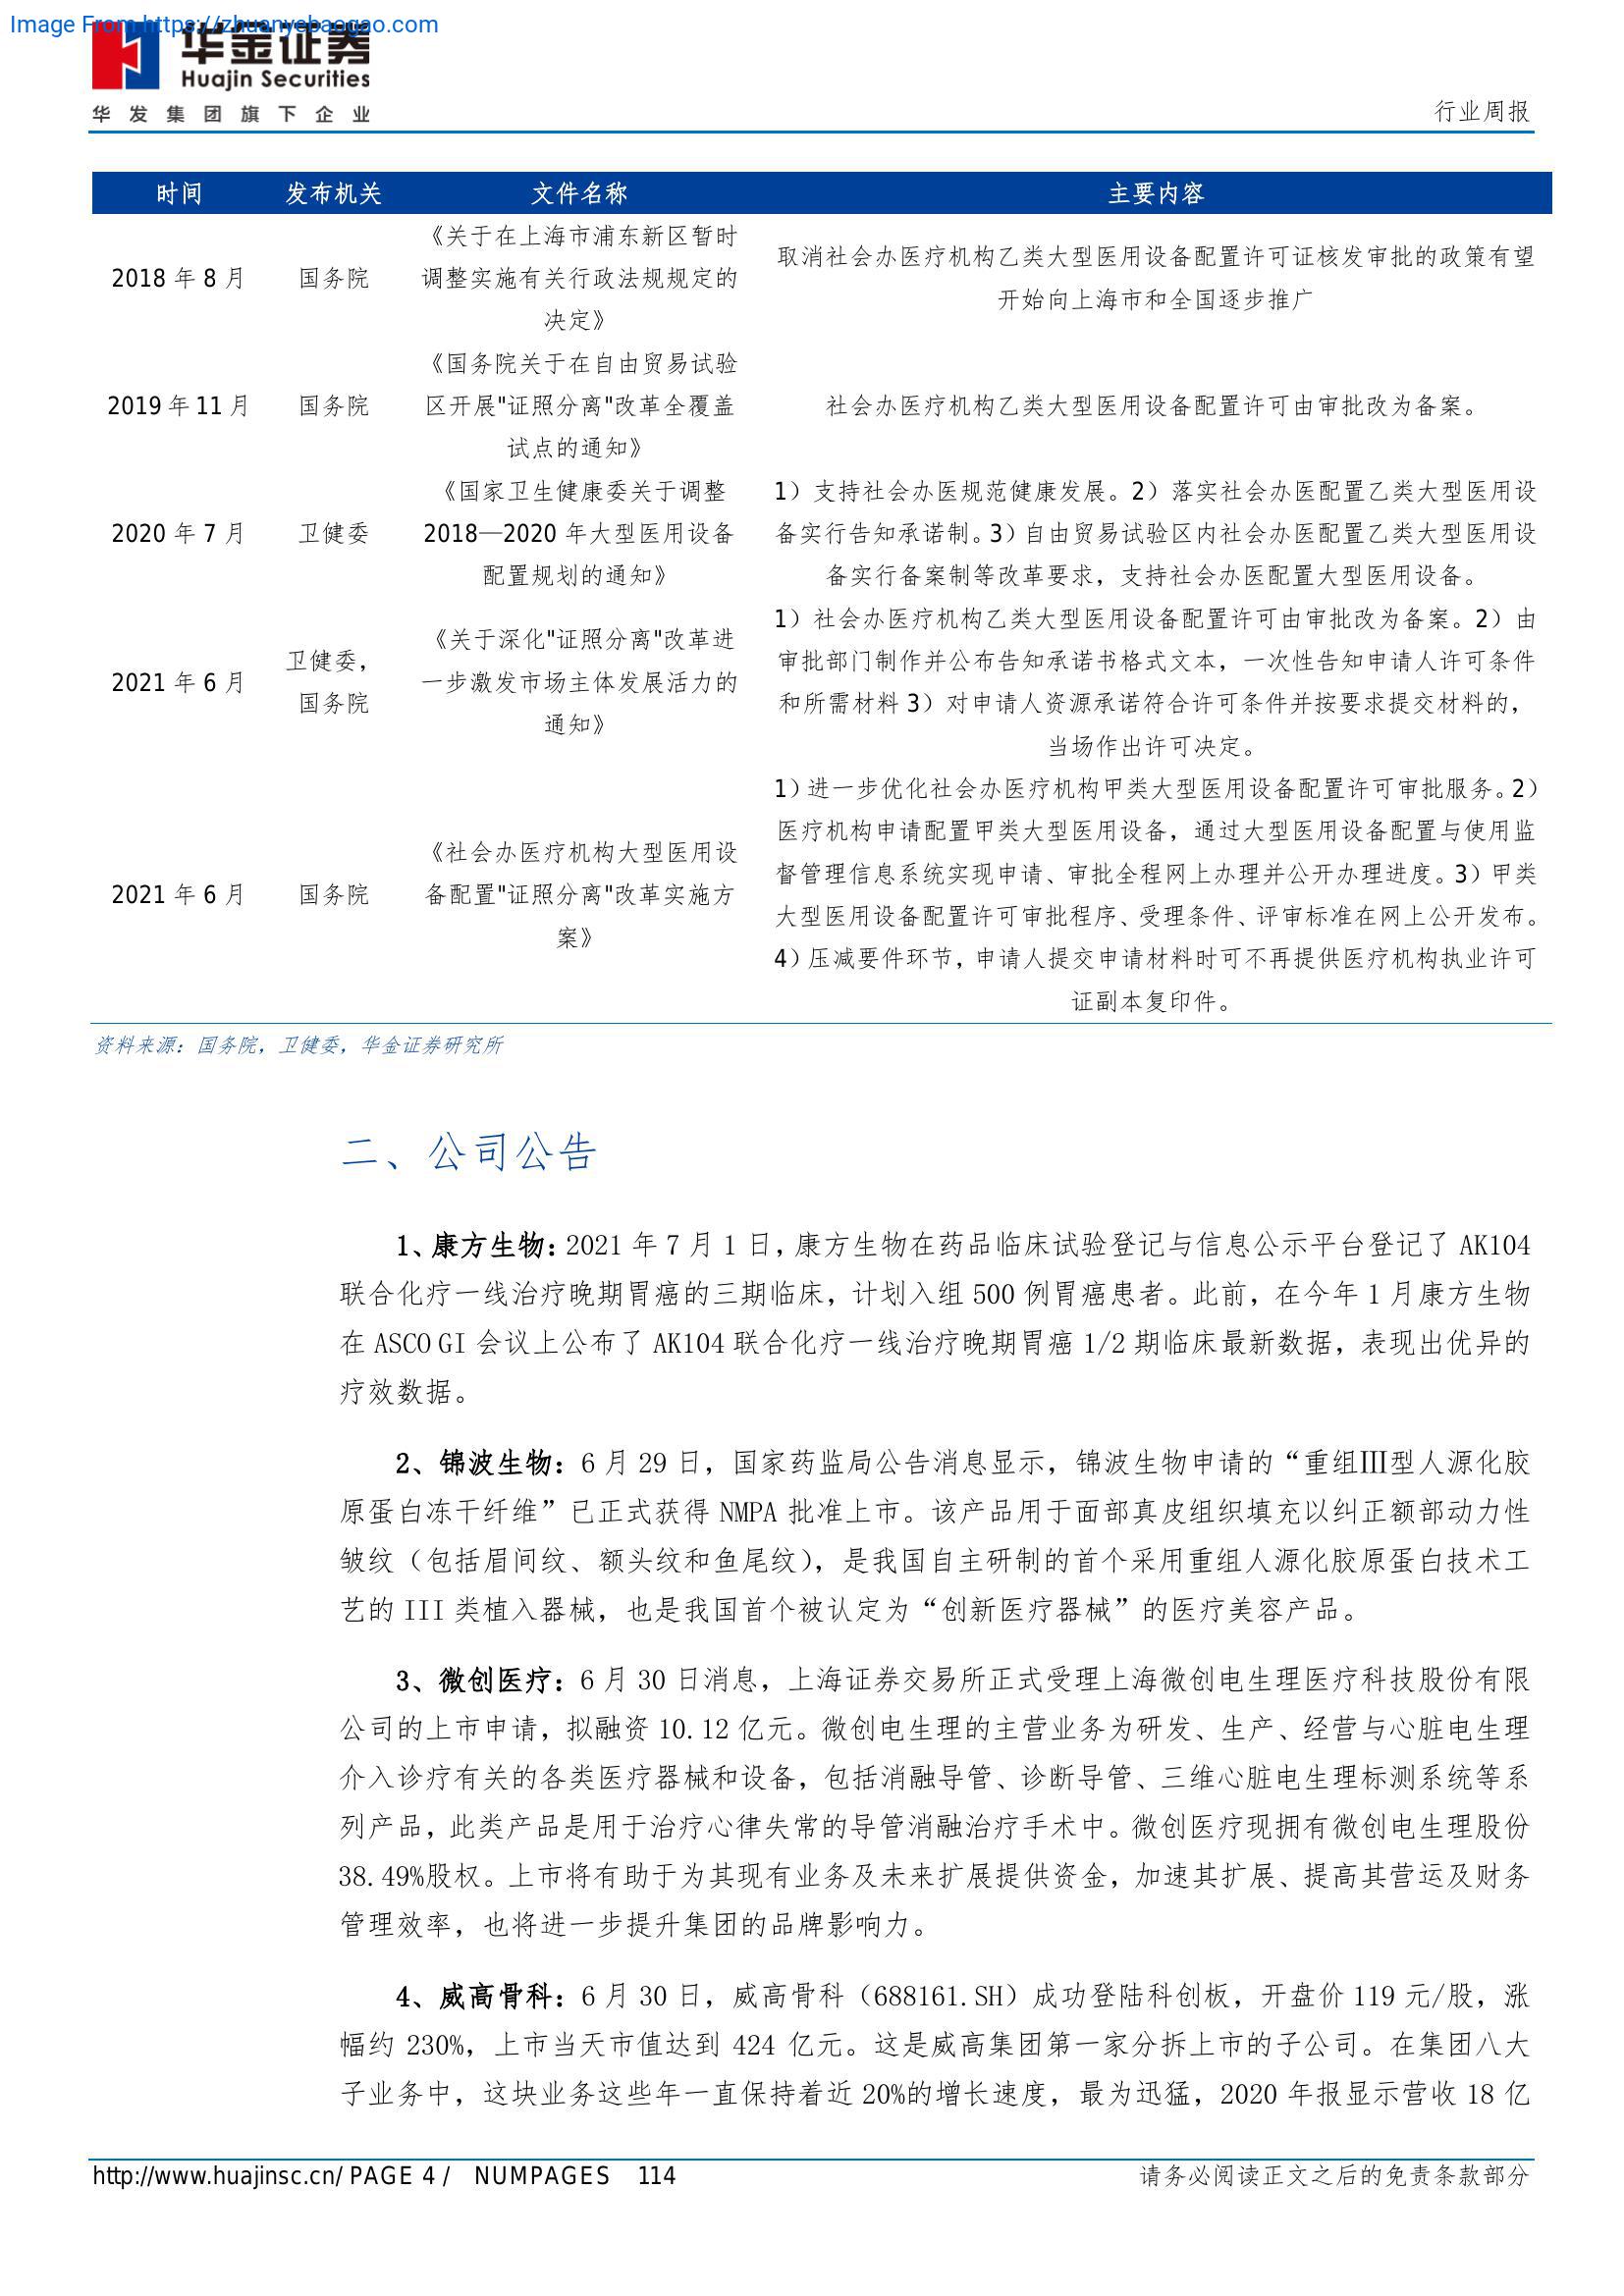 Image From https://zhuanyebaogao.com
华金证券
Huajin Securities
华发集团旗下企业
行业周报
时间 发布机关 文件名称 主要内容
2018 年 8 月 国务院
《关于在上海市浦东新区暂时
调整实施有关行政法规规定的
决定》
取消社会办医疗机构乙类大型医用设备配置许可证核发审批的政策有望
开始向上海市和全国逐步推广
2019 年 11 月 国务院
《国务院关于在自由贸易试验
区开展"证照分离"改革全覆盖
试点的通知》
社会办医疗机构乙类大型医用设备配置许可由审批改为备案。
2020 年 7 月 卫健委
《国家卫生健康委关于调整
2018—2020 年大型医用设备
配置规划的通知》
1）支持社会办医规范健康发展。2）落实社会办医配置乙类大型医用设
备实行告知承诺制。3）自由贸易试验区内社会办医配置乙类大型医用设
备实行备案制等改革要求，支持社会办医配置大型医用设备。
2021 年 6 月
卫健委，
国务院
《关于深化"证照分离"改革进
一步激发市场主体发展活力的
通知》
1）社会办医疗机构乙类大型医用设备配置许可由审批改为备案。2）由
审批部门制作并公布告知承诺书格式文本，一次性告知申请人许可条件
和所需材料 3）对申请人资源承诺符合许可条件并按要求提交材料的，
当场作出许可决定。
2021 年 6 月 国务院
《社会办医疗机构大型医用设
备配置"证照分离"改革实施方
案》
1）进一步优化社会办医疗机构甲类大型医用设备配置许可审批服务。2）
医疗机构申请配置甲类大型医用设备，通过大型医用设备配置与使用监
督管理信息系统实现申请、审批全程网上办理并公开办理进度。3）甲类
大型医用设备配置许可审批程序、受理条件、评审标准在网上公开发布。
4）压减要件环节，申请人提交申请材料时可不再提供医疗机构执业许可
证副本复印件。
资料来源：国务院，卫健委，华金证券研究所
二、公司公告
1、康方生物：2021 年 7 月 1 日，康方生物在药品临床试验登记与信息公示平台登记了 AK104
联合化疗一线治疗晚期胃癌的三期临床，计划入组 500 例胃癌患者。此前，在今年 1 月康方生物
在 ASCO GI 会议上公布了 AK104 联合化疗一线治疗晚期胃癌 1/2 期临床最新数据，表现出优异的
疗效数据。
2、锦波生物：6 月 29 日，国家药监局公告消息显示，锦波生物申请的“重组Ⅲ型人源化胶
原蛋白冻干纤维”已正式获得 NMPA 批准上市。该产品用于面部真皮组织填充以纠正额部动力性
皱纹（包括眉间纹、额头纹和鱼尾纹），是我国自主研制的首个采用重组人源化胶原蛋白技术工
艺的 III 类植入器械，也是我国首个被认定为“创新医疗器械”的医疗美容产品。
3、微创医疗：6 月 30 日消息，上海证券交易所正式受理上海微创电生理医疗科技股份有限
公司的上市申请，拟融资 10.12 亿元。微创电生理的主营业务为研发、生产、经营与心脏电生理
介入诊疗有关的各类医疗器械和设备，包括消融导管、诊断导管、三维心脏电生理标测系统等系
列产品，此类产品是用于治疗心律失常的导管消融治疗手术中。微创医疗现拥有微创电生理股份
38.49%股权。上市将有助于为其现有业务及未来扩展提供资金，加速其扩展、提高其营运及财务
管理效率，也将进一步提升集团的品牌影响力。
4、威高骨科：6 月 30 日，威高骨科（688161.SH）成功登陆科创板，开盘价 119 元/股，涨
幅约 230%，上市当天市值达到 424 亿元。这是威高集团第一家分拆上市的子公司。在集团八大
子业务中，这块业务这些年一直保持着近 20%的增长速度，最为迅猛，2020 年报显示营收 18 亿
http://www.huajinsc.cn/ PAGE 4 / NUMPAGES 114
请务必阅读正文之后的免责条款部分